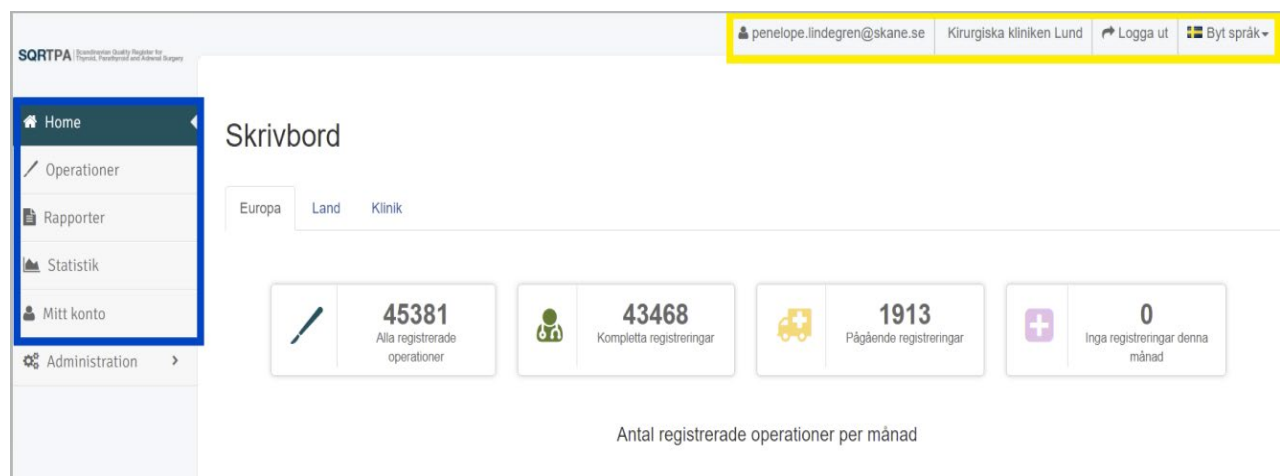 penelope.lindegren@skane.se Kirurgiska kliniken Lund Logga ut Byt språk
SQRTPA Scandinavian Quality Register for
Thyroid, Parathyroid and Adrenal Surgery
Home
Operationer
Rapporter
Statistik
Mitt konto
Administration
Skrivbord
Europa Land Klinik
45381
Alla registrerade
operationer
43468
Kompletta registreringar
1913
Pågående registreringar
0
Inga registreringar denna
månad
Antal registrerade operationer per månad